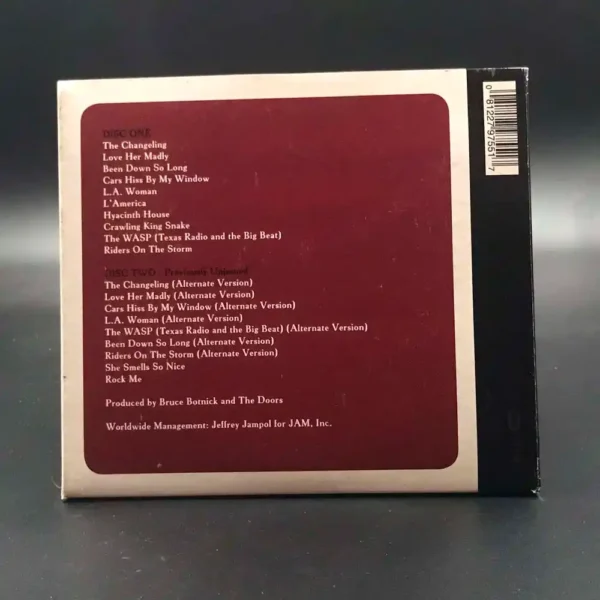 DISC ONE
The Changeling
Love Her Madly
Been Down So Long
Cars Hiss By My Window
L.A. Woman
L'America
Hyacinth House
Crawling King Snake
The WASP (Texas Radio and the Big Beat)
Riders On The Storm
DISC TWO - Previously Unissued
The Changeling (Alternate Version)
Love Her Madly (Alternate Version)
Cars Hiss By My Window (Alternate Version)
L.A. Woman (Alternate Version)
The WASP (Texas Radio and the Big Beat) (Alternate Version)
Been Down So Long (Alternate Version)
Riders On The Storm (Alternate Version)
She Smells So Nice
Rock Me
Produced by Bruce Botnick and The Doors
Worldwide Management: Jeffrey Jampol for JAM, Inc.
0 81227 97551 7